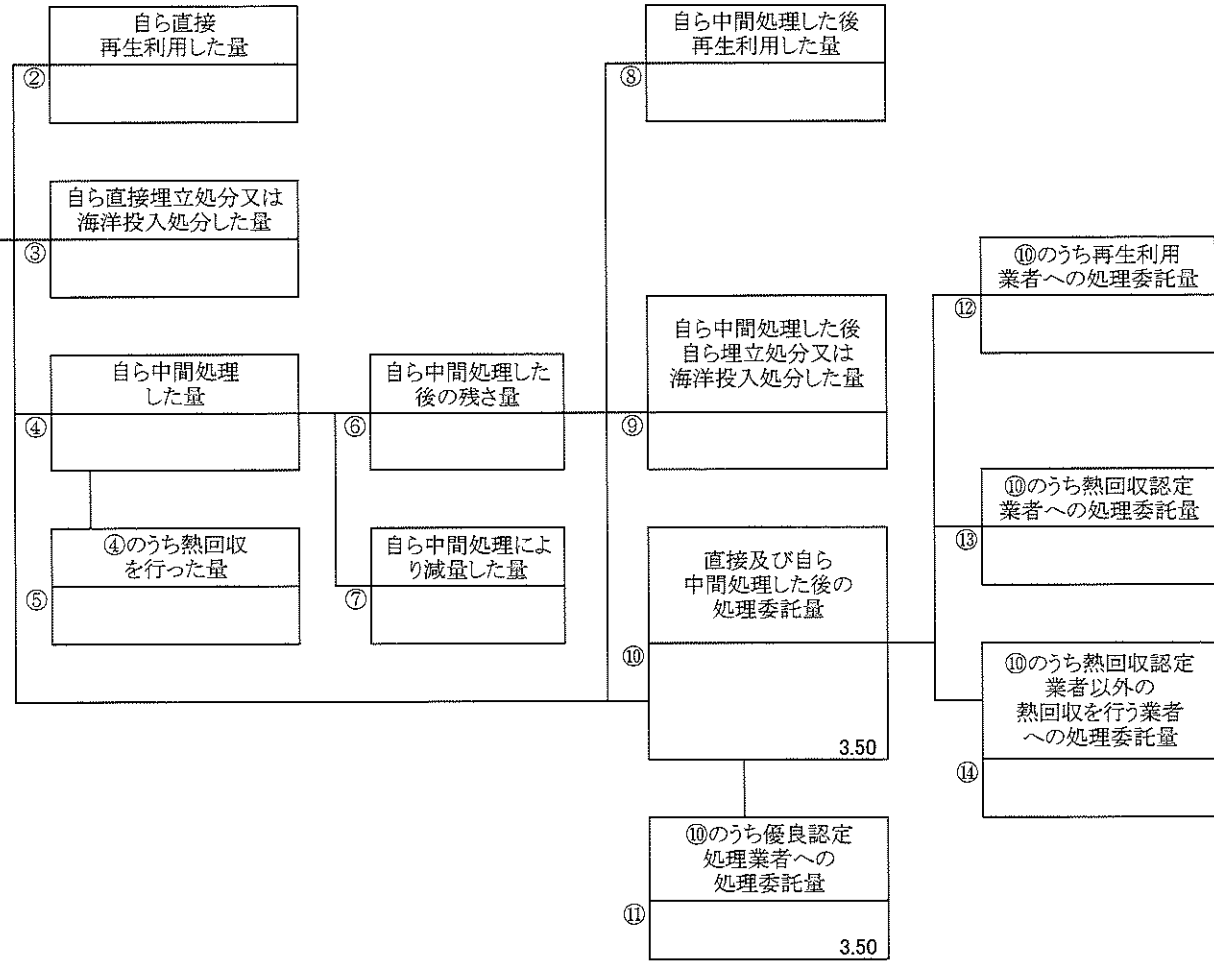 自ら直接
再生利用した量
②
自ら直接埋立処分又は
海洋投入処分した量
③
自ら中間処理
した量
④
④のうち熱回収
を行った量
⑤
自ら中間処理した
後の残さ量
⑥
自ら中間処理によ
り減量した量
⑦
自ら中間処理した後
再生利用した量
⑧
自ら中間処理した後
自ら埋立処分又は
海洋投入処分した量
⑨
直接及び自ら
中間処理した後の
処理委託量
⑩
3.50
⑩のうち優良認定
処理業者への
処理委託量
⑪
3.50
⑩のうち再生利用
業者への処理委託量
⑫
⑩のうち熱回収認定
業者への処理委託量
⑬
⑩のうち熱回収認定
業者以外の
熱回収を行う業者
への処理委託量
⑭